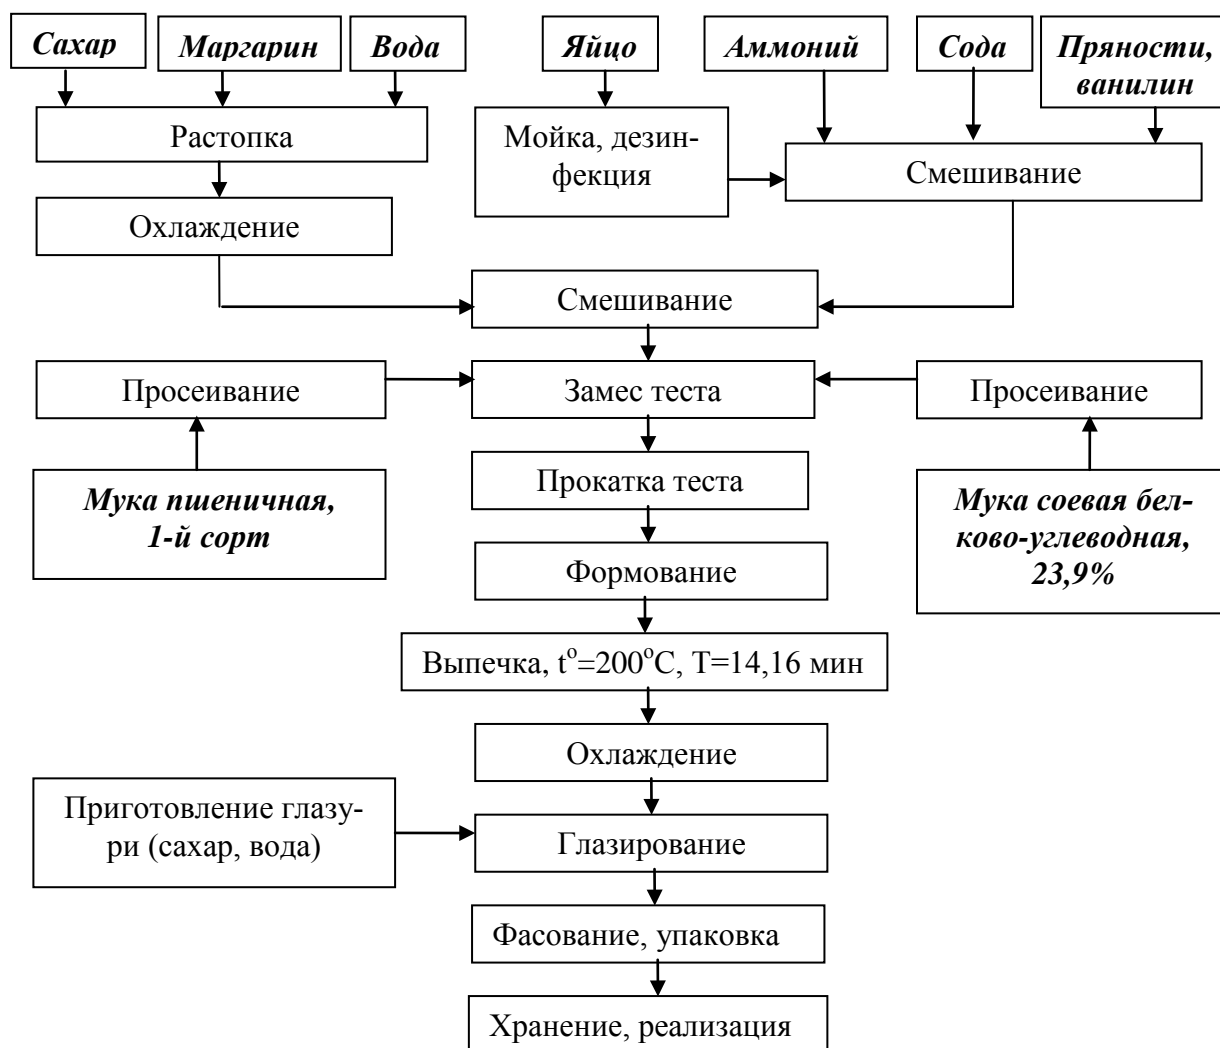 Сахар
Маргарин
Вода
Яйцо
Аммоний
Сода
Пряности,
ванилин
Растопка
Мойка, дезин-
фекция
Смешивание
Охлаждение
Смешивание
Просеивание
Замес теста
Просеивание
Мука пшеничная,
1-й сорт
Прокатка теста
Мука соевая бел-
ково-углеводная,
23,9%
Формование
Выпечка, tº=200ºС, Т=14,16 мин
Охлаждение
Приготовление глазу-
ри (сахар, вода)
Глазирование
Фасование, упаковка
Хранение, реализация